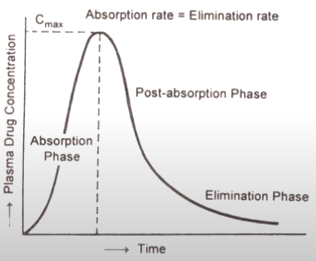 Absorption rate = Elimination rate
Cmax
Post-absorption Phase
Absorption
Phase
Elimination Phase
Plasma Drug Concentration
Time